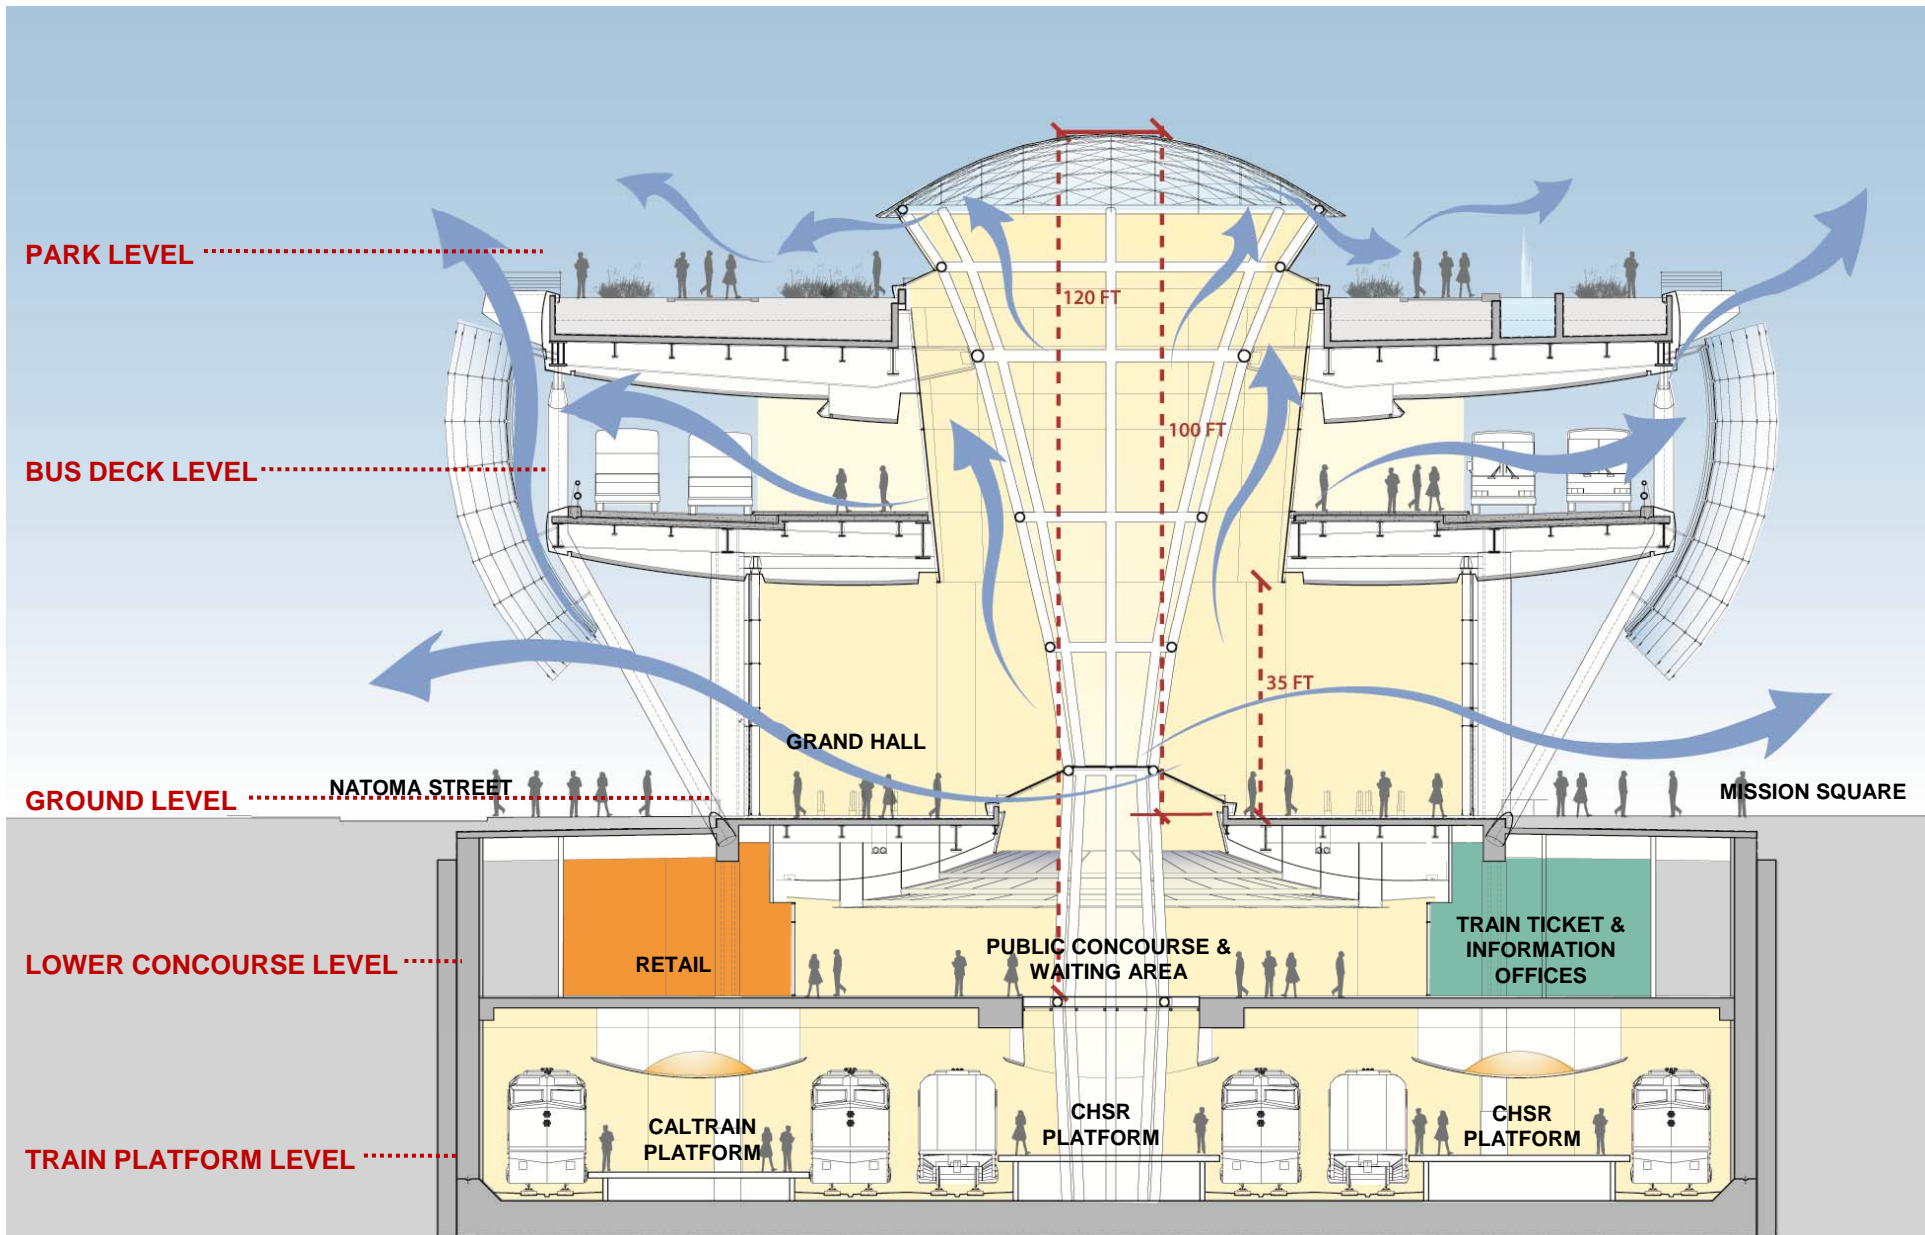 PARK LEVEL
120 FT
100 FT
BUS DECK LEVEL
35 FT
GRAND HALL
NATOMA STREET
GROUND LEVEL
MISSION SQUARE
RETAIL
PUBLIC CONCOURSE &
WAITING AREA
TRAIN TICKET &
INFORMATION
OFFICES
LOWER CONCOURSE LEVEL
CALTRAIN
PLATFORM
CHSR
PLATFORM
CHSR
PLATFORM
TRAIN PLATFORM LEVEL